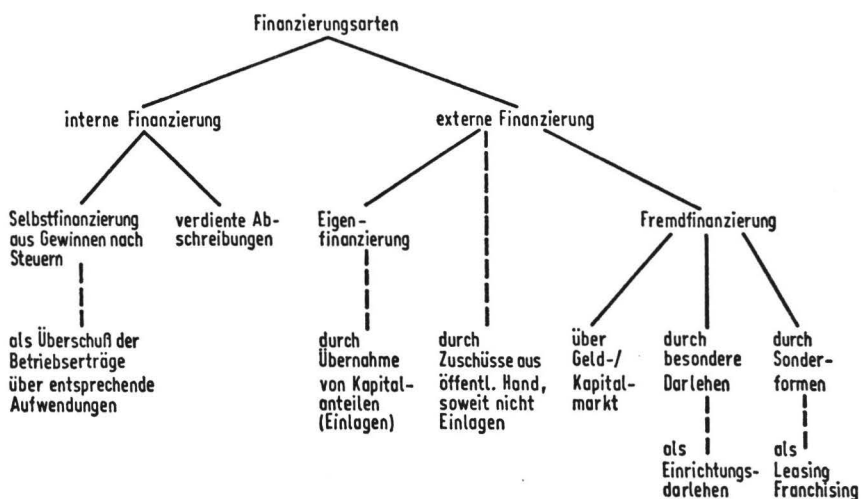 Finanzierungsarten
interne Finanzierung
externe Finanzierung
Selbstfinanzierung
aus Gewinnen nach
Steuern
verdiente Ab-
schreibungen
Eigen-
finanzierung
Fremdfinanzierung
als Überschuß der
Betriebserträge
über entsprechende
Aufwendungen
durch
Übernahme
von Kapital-
anteilen
(Einlagen)
durch
Zuschüsse aus
öffentl. Hand,
soweit nicht
Einlagen
über
Geld-/
Kapital-
markt
durch
besondere
Darlehen
durch
Sonder-
formen
als
Einrichtungs-
darlehen
als
Leasing
Franchising